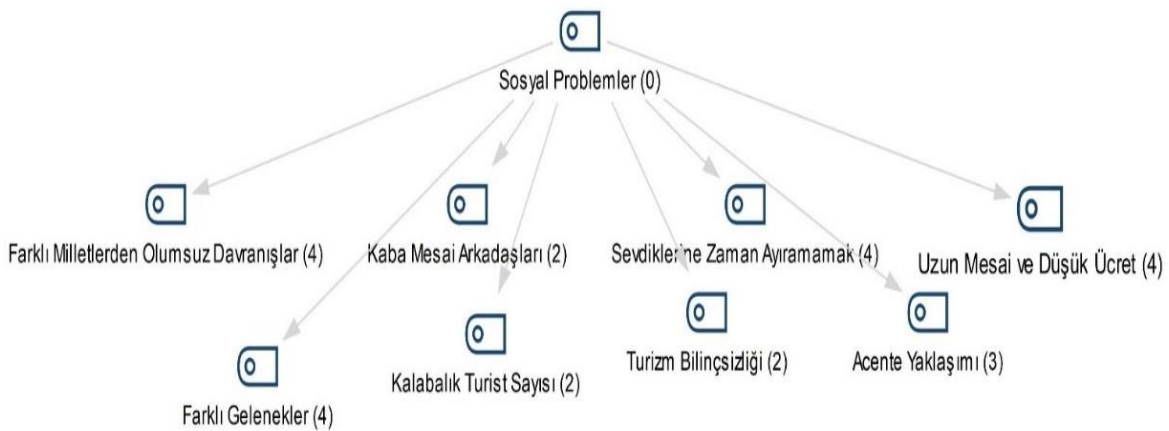 Sosyal Problemler (0)
Farklı Milletlerden Olumsuz Davranışlar (4)
Kaba Mesai Arkadaşları (2)
Sevdiklerine Zaman Ayıramamak (4)
Uzun Mesai ve Düşük Ücret (4)
Farklı Gelenekler (4)
Kalabalık Turist Sayısı (2)
Turizm Bilinçsizliği (2)
Acente Yaklaşımı (3)